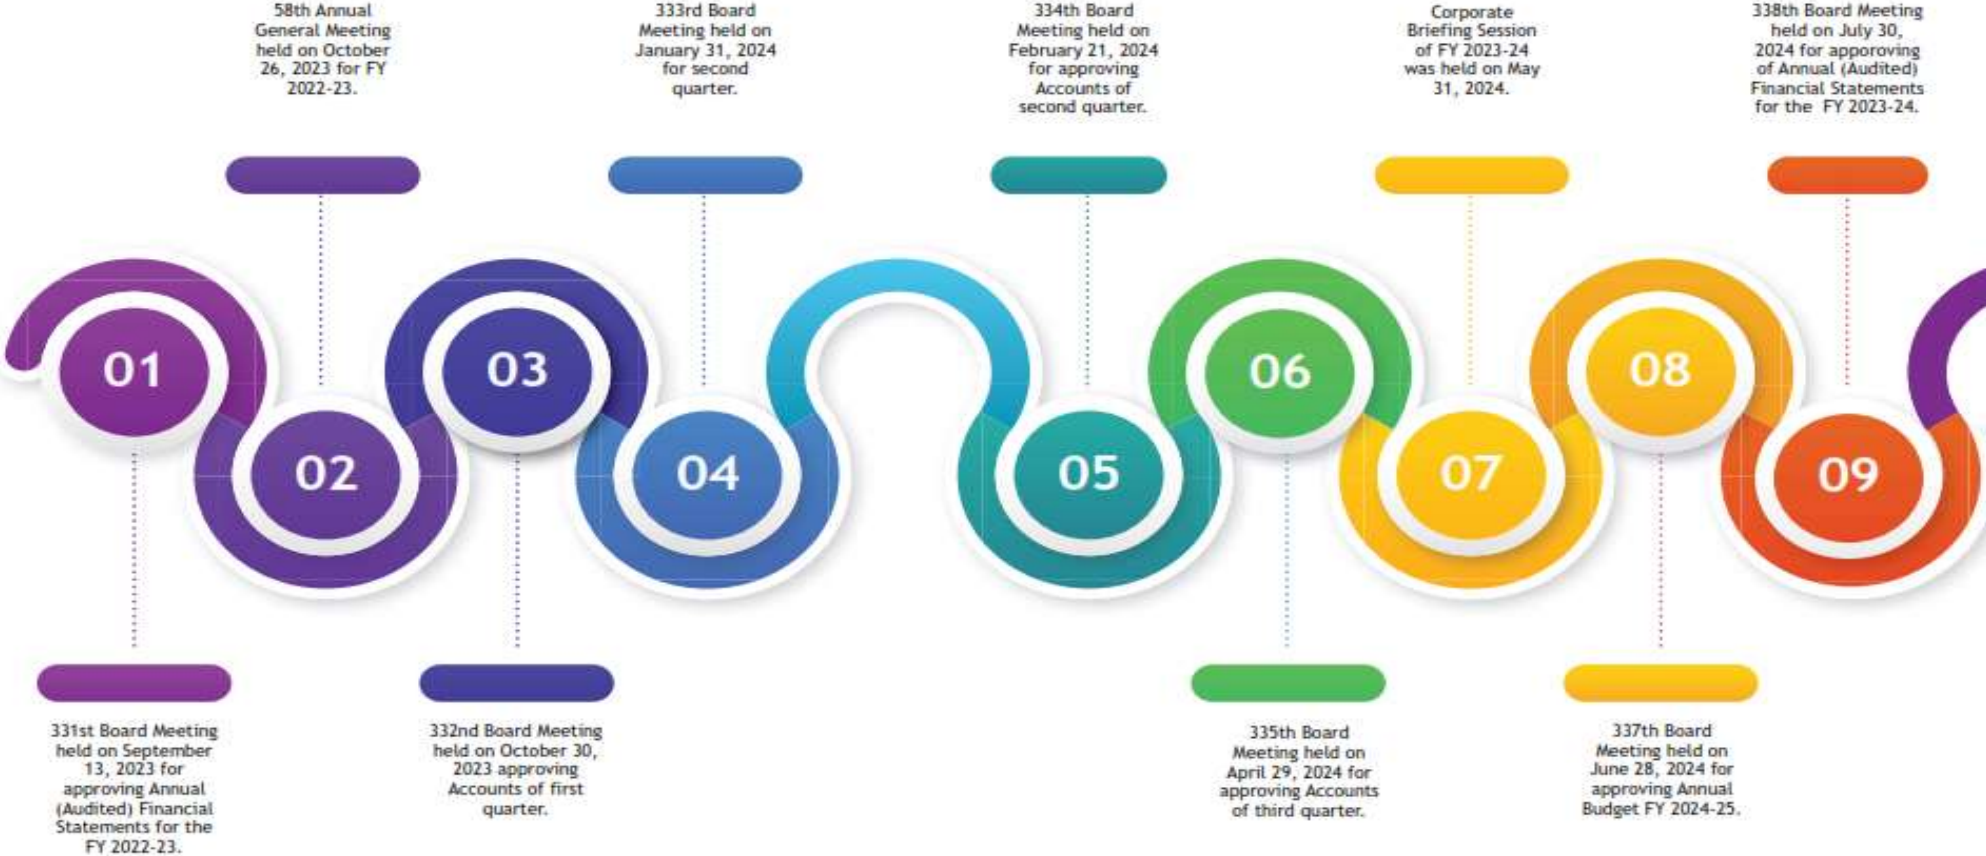 58th Annual
General Meeting
held on October
26, 2023 for FY
2022-23.
333rd Board
Meeting held on
January 31, 2024
for second
quarter.
334th Board
Meeting held on
February 21, 2024
for approving
Accounts of
second quarter.
Corporate
Briefing Session
of FY 2023-24
was held on May
31, 2024.
338th Board Meeting
held on July 30,
2024 for apporoving
of Annual (Audited)
Financial Statements
for the FY 2023-24.
01
02
03
04
05
06
07
08
09
331st Board Meeting
held on September
13, 2023 for
approving Annual
(Audited) Financial
Statements for the
FY 2022-23.
332nd Board Meeting
held on October 30,
2023 approving
Accounts of first
quarter.
335th Board
Meeting held on
April 29, 2024 for
approving Accounts
of third quarter.
337th Board
Meeting held on
June 28, 2024 for
approving Annual
Budget FY 2024-25.